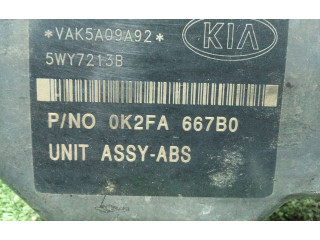 *VAK5A09A92*
KIA
5WY7213B
P/NO 0K2FA 667B0
UNIT ASSY-ABS